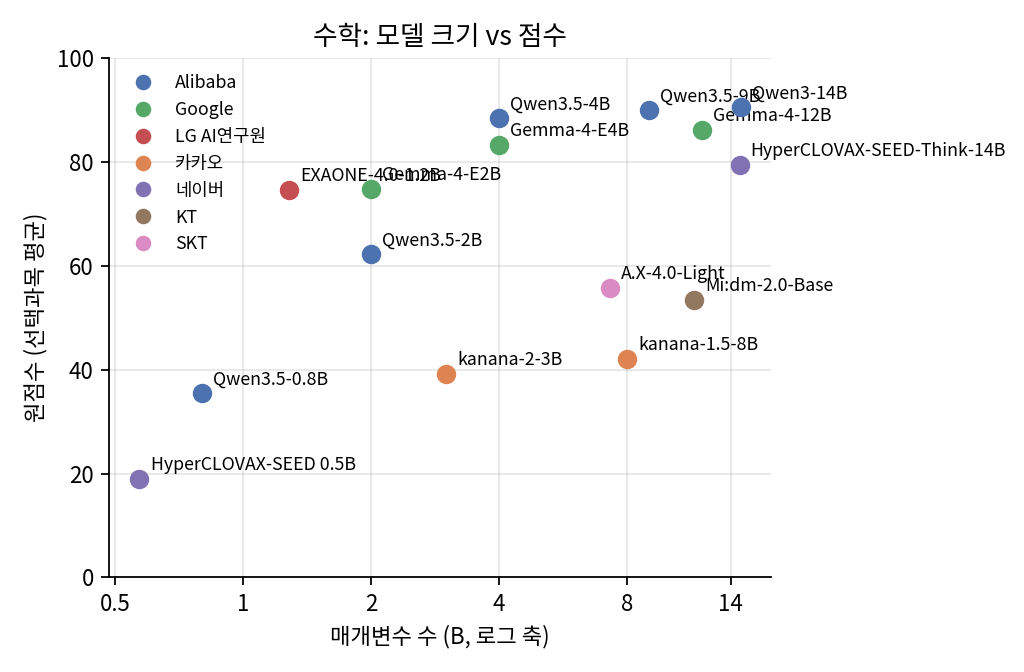 수학: 모델 크기 vs 점수
100
80
60
40
20
0
원점수 (선택과목 평균)
Alibaba
Google
LG AI연구원
카카오
네이버
KT
SKT
Qwen3.5-4B
Qwen3.5-9B
Qwen3-14B
Gemma-4-12B
Gemma-4-E4B
HyperCLOVAX-SEED-Think-14B
EXAONE-4.0-1.2B
Gemma-4-E2B
Qwen3.5-2B
A.X-4.0-Light
Mi:dm-2.0-Base
kanana-1.5-8B
kanana-2-3B
Qwen3.5-0.8B
HyperCLOVAX-SEED 0.5B
0.5
1
2
4
8
14
매개변수 수 (B, 로그 축)